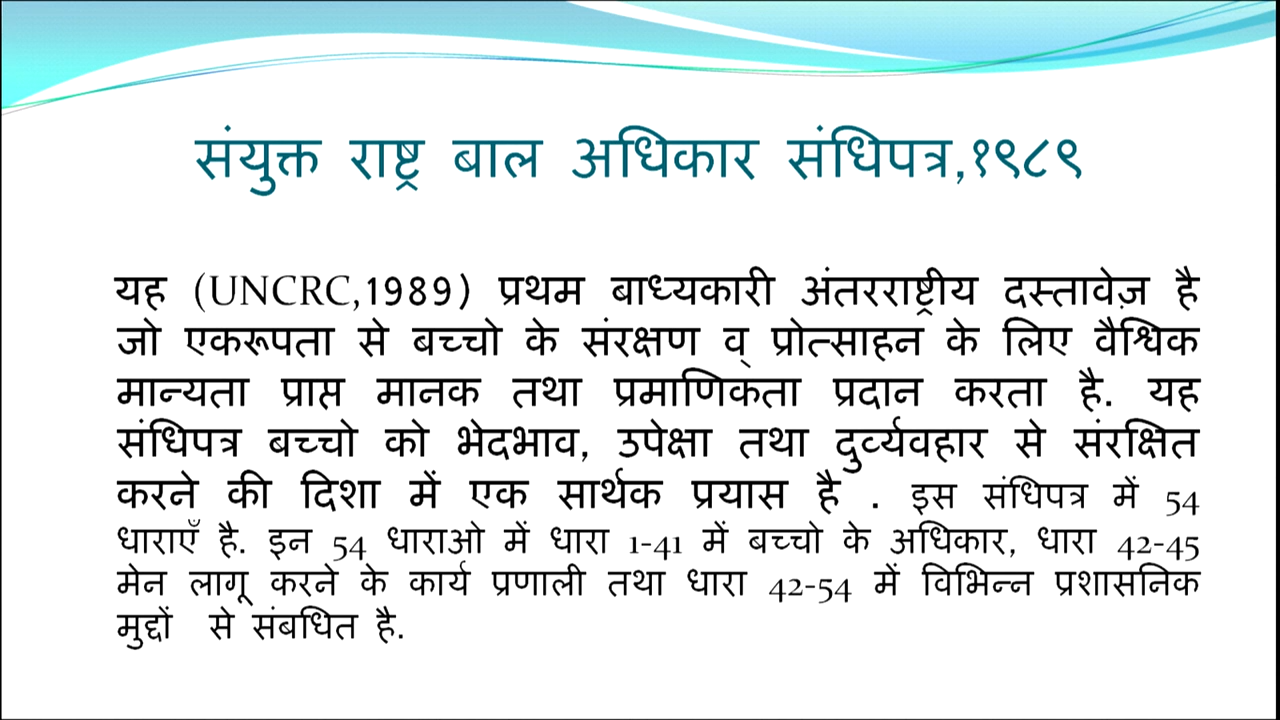 संयुक्त राष्ट्र बाल अधिकार संधिपत्र,१९८९
यह (UNCRC,1989) प्रथम बाध्यकारी अंतरराष्ट्रीय दस्तावेज़ है
जो एकरूपता से बच्चो के संरक्षण व् प्रोत्साहन के लिए वैश्विक
मान्यता प्राप्त मानक तथा प्रमाणिकता प्रदान करता है. यह
संधिपत्र बच्चो को भेदभाव, उपेक्षा तथा दुर्व्यवहार से संरक्षित
करने की दिशा में एक सार्थक प्रयास है . इस संधिपत्र में 54
धाराएँ है. इन 54 धाराओ में धारा 1-41 में बच्चो के अधिकार, धारा 42-45
मेन लागू करने के कार्य प्रणाली तथा धारा 42-54 में विभिन्न प्रशासनिक
मुद्दों से संबधित है.